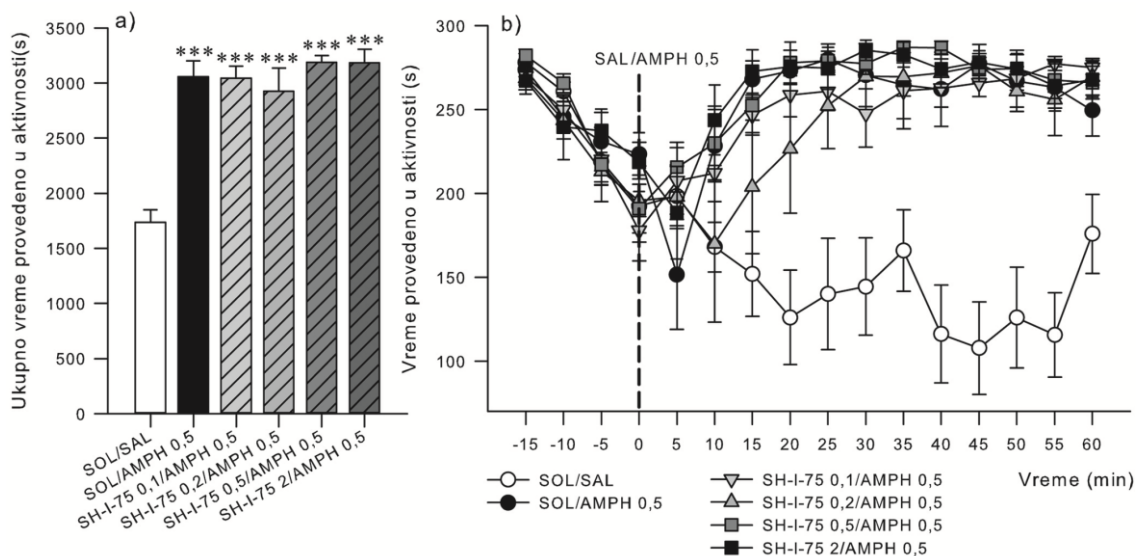 a)
Ukupno vreme provedeno u aktivnosti(s)
3500
3000
2500
2000
1500
1000
500
0
***
***
***
***
***
SOL/SAL
SOL/AMPH 0,5
SH-I-75 0,1/AMPH 0,5
SH-I-75 0,2/AMPH 0,5
SH-I-75 0,5/AMPH 0,5
SH-I-75 2/AMPH 0,5
b)
Vreme provedeno u aktivnosti (s)
300
250
200
150
100
SAL/AMPH 0,5
-15 -10 -5 0 5 10 15 20 25 30 35 40 45 50 55 60
Vreme (min)
SOL/SAL
SOL/AMPH 0,5
SH-I-75 0,1/AMPH 0,5
SH-I-75 0,2/AMPH 0,5
SH-I-75 0,5/AMPH 0,5
SH-I-75 2/AMPH 0,5